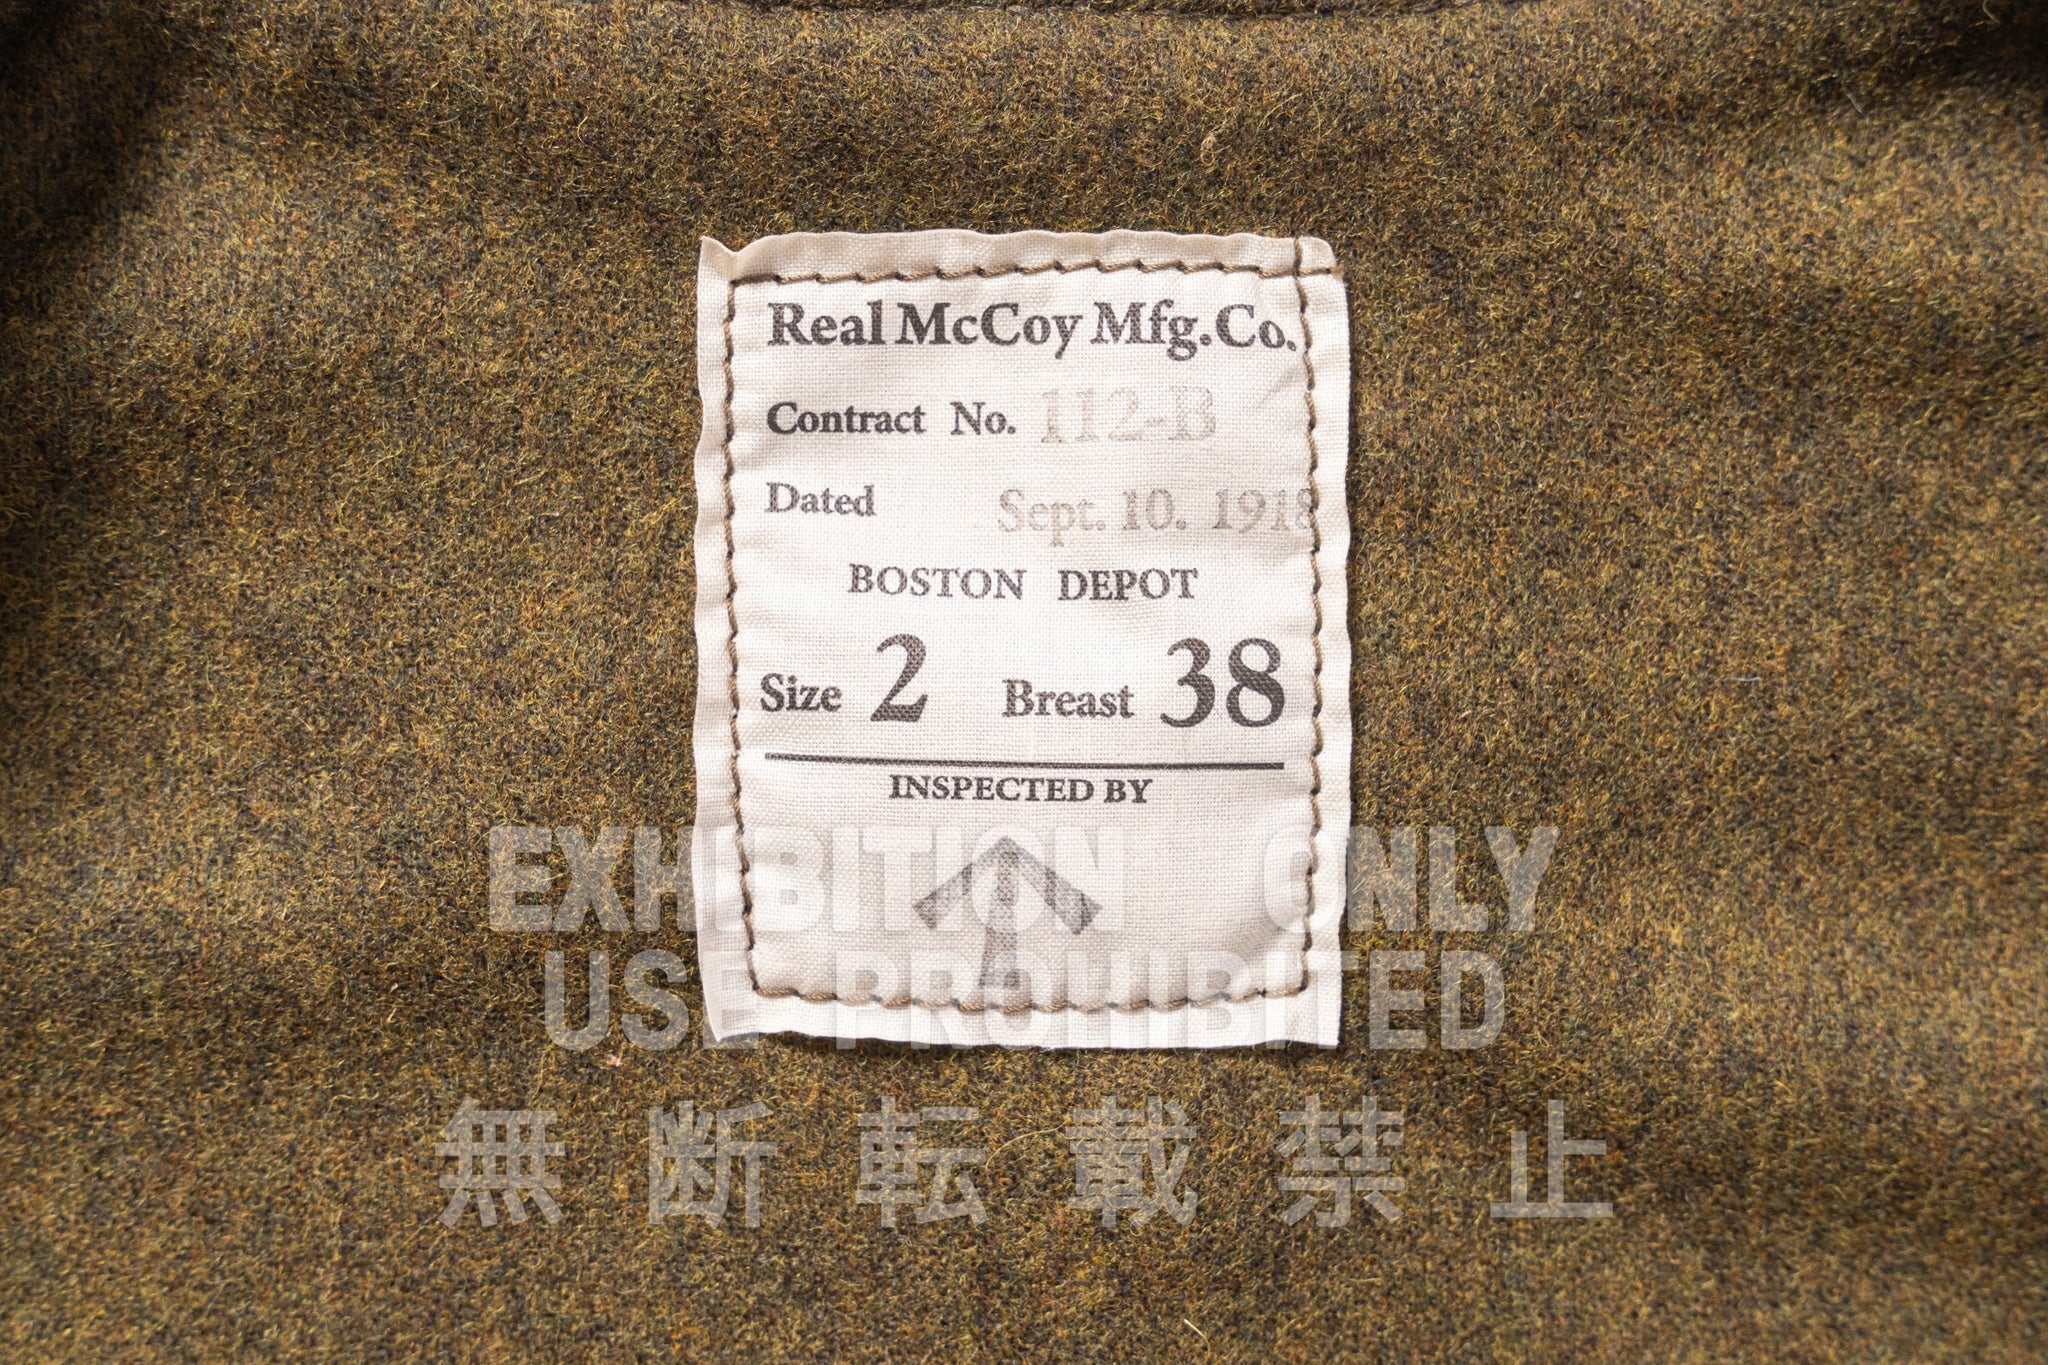 Real McCoy Mfg.Co.
Contract No. 112-B
Dated Sept. 10. 1918
BOSTON DEPOT
Size 2 Breast 38
INSPECTED BY
EXHIBITION ONLY
USE PROHIBITED
無断転載禁止